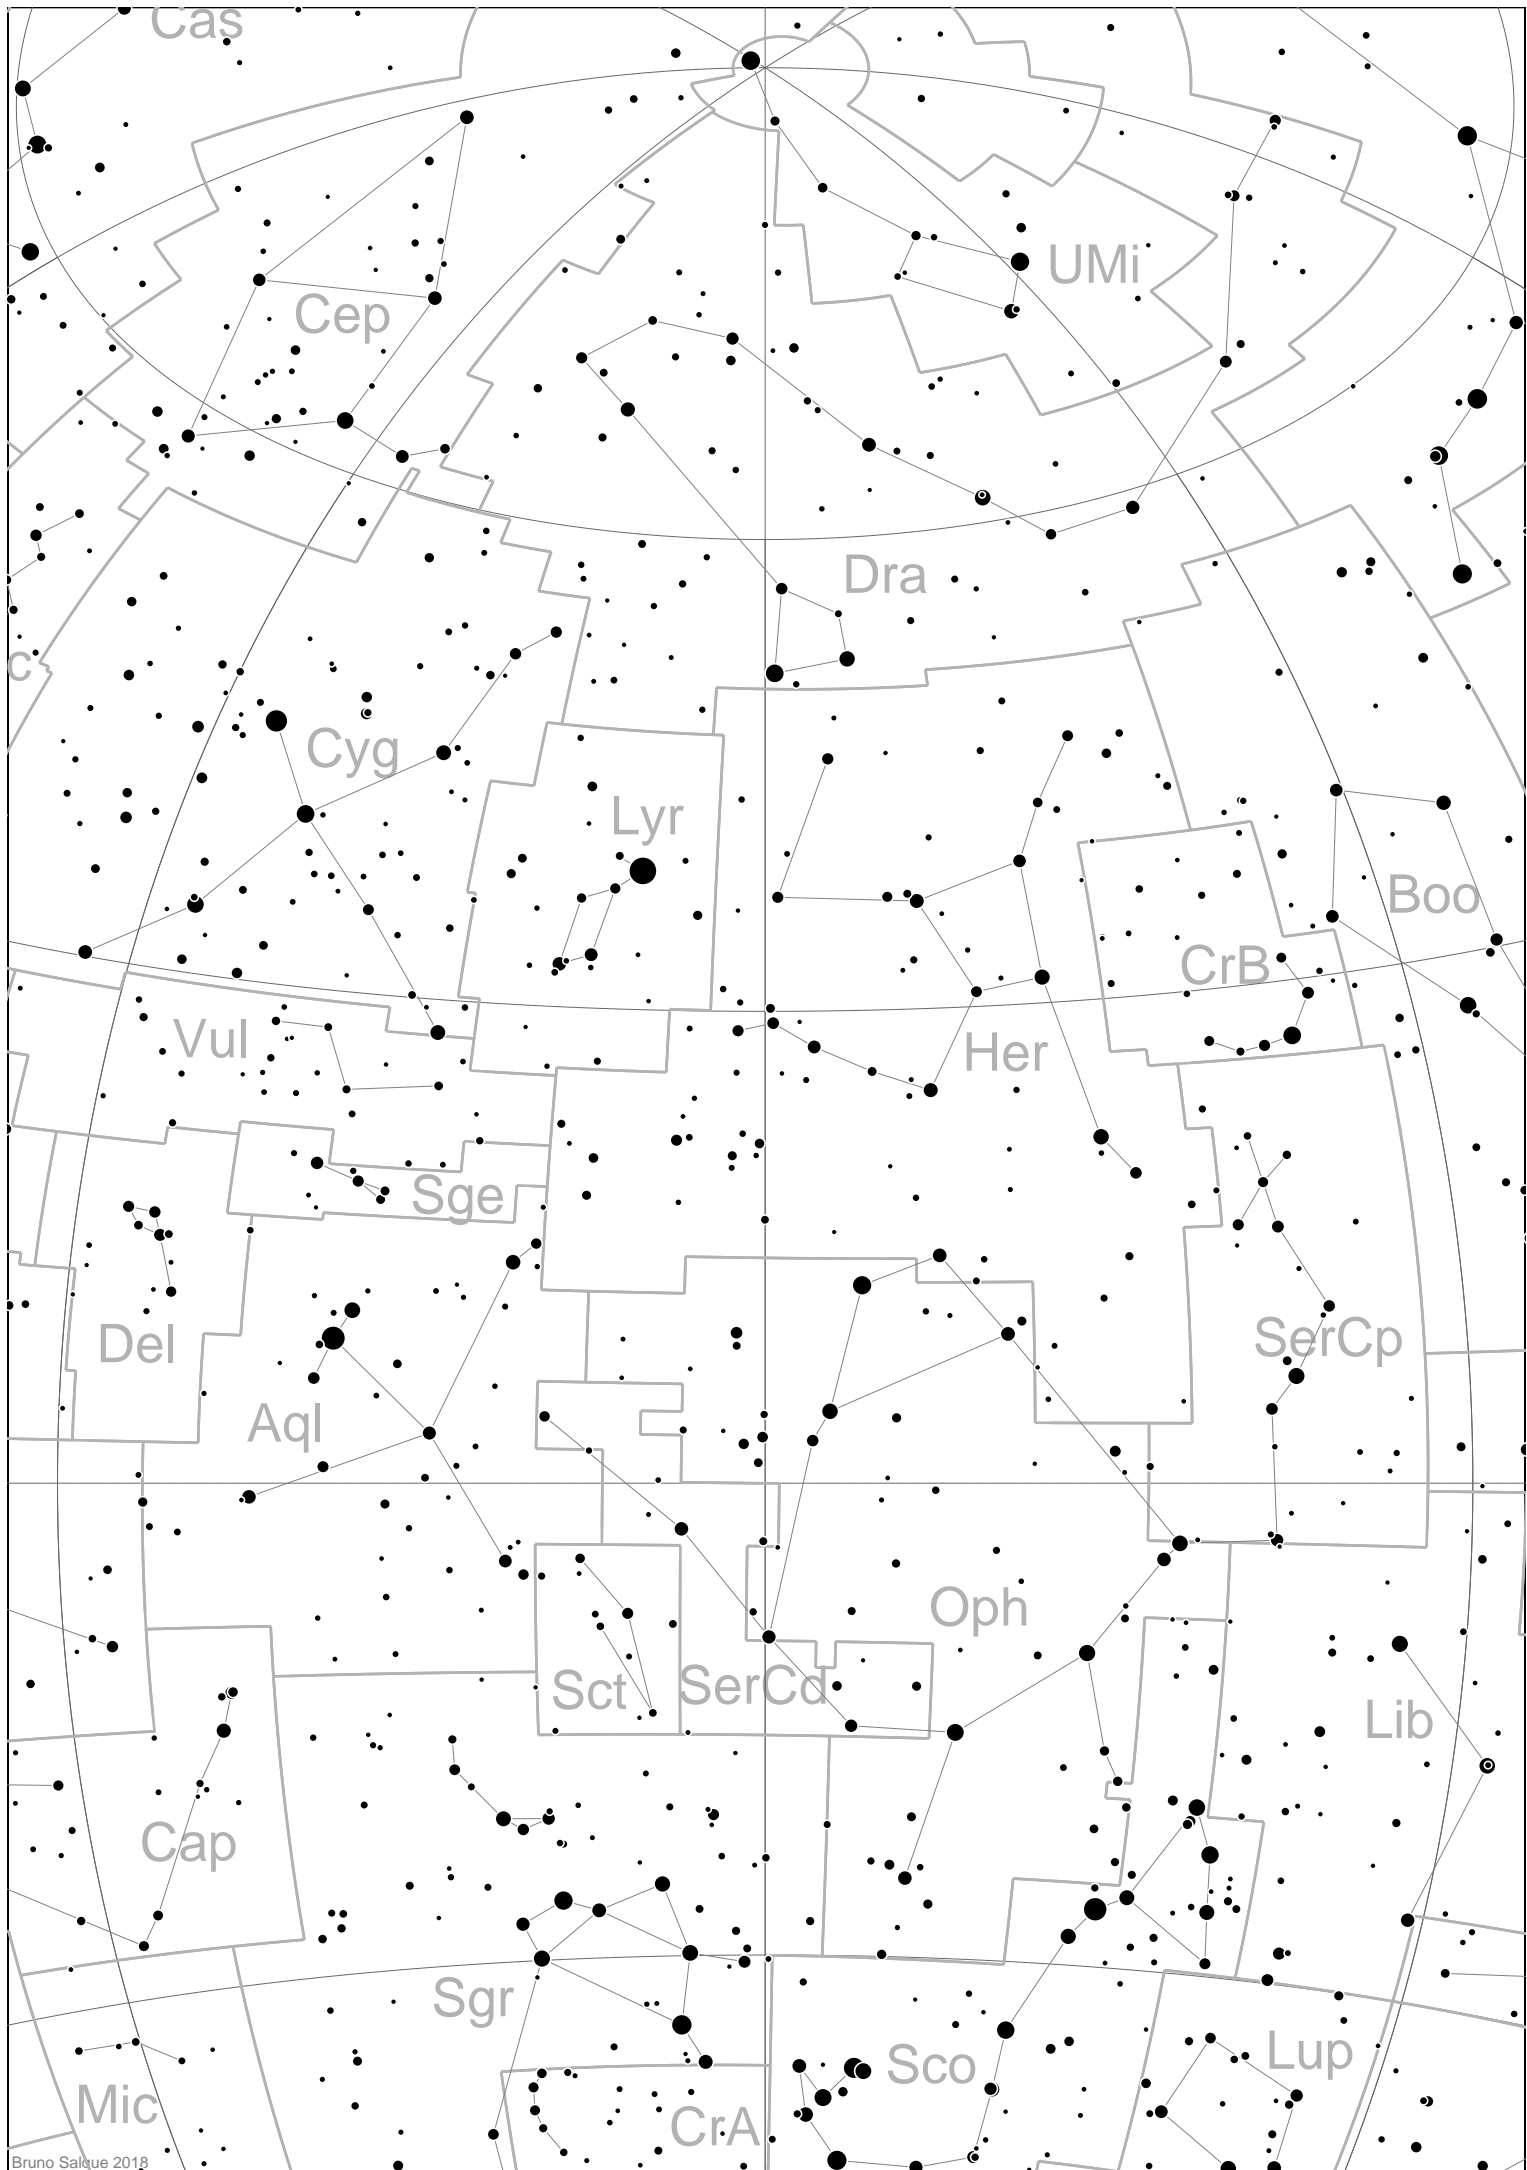 Cas
UMi
Cep
Dra
c
Cyg
Lyr
Boo
CrB
Vul
Her
Sge
Del
SerCp
Aql
Oph
Sct
SerCd
Lib
Cap
Sgr
Sco
Lup
Mic
CrA
Bruno Salque 2018